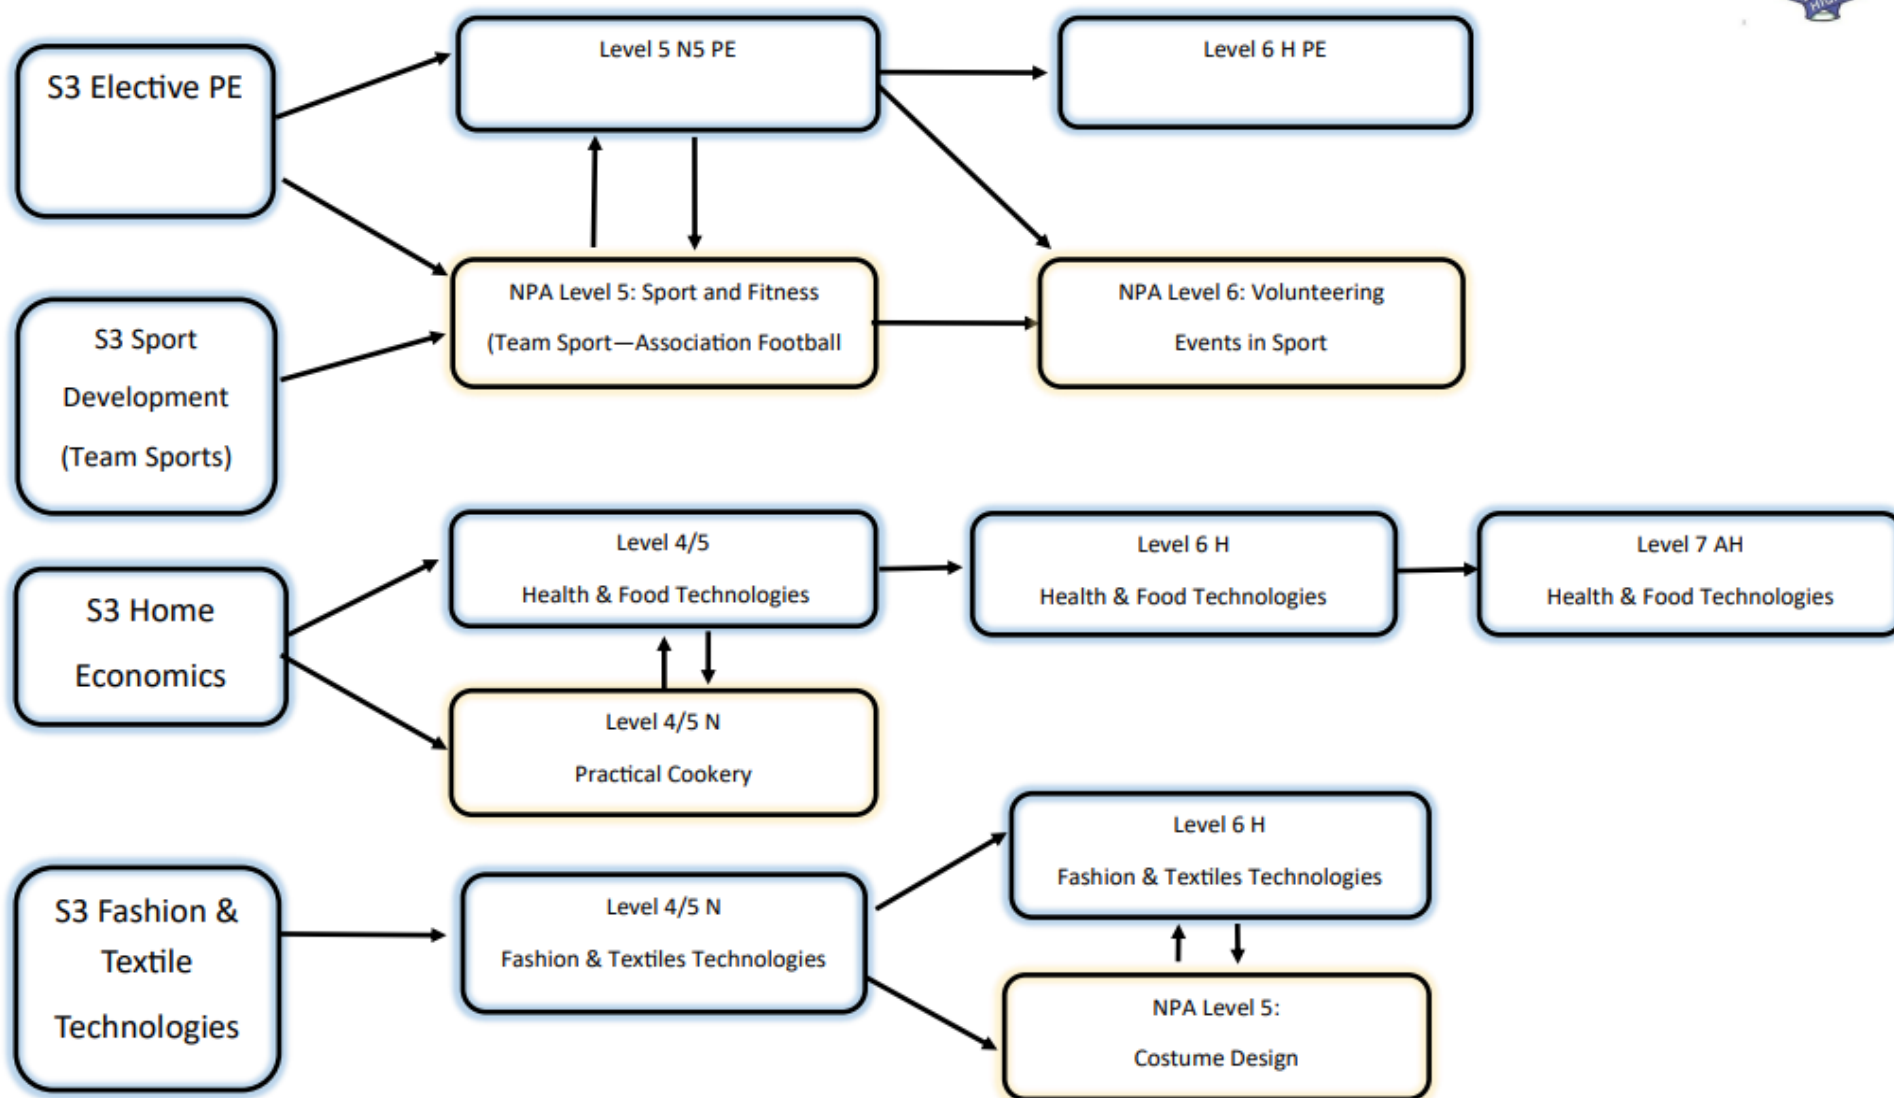 S3 Elective PE
Level 5 N5 PE
Level 6 H PE
NPA Level 5: Sport and Fitness
(Team Sport—Association Football
NPA Level 6: Volunteering
Events in Sport
S3 Sport
Development
(Team Sports)
Level 4/5
Health & Food Technologies
Level 6 H
Health & Food Technologies
Level 7 AH
Health & Food Technologies
S3 Home
Economics
Level 4/5 N
Practical Cookery
Level 6 H
Fashion & Textiles Technologies
S3 Fashion &
Textile
Technologies
Level 4/5 N
Fashion & Textiles Technologies
NPA Level 5:
Costume Design